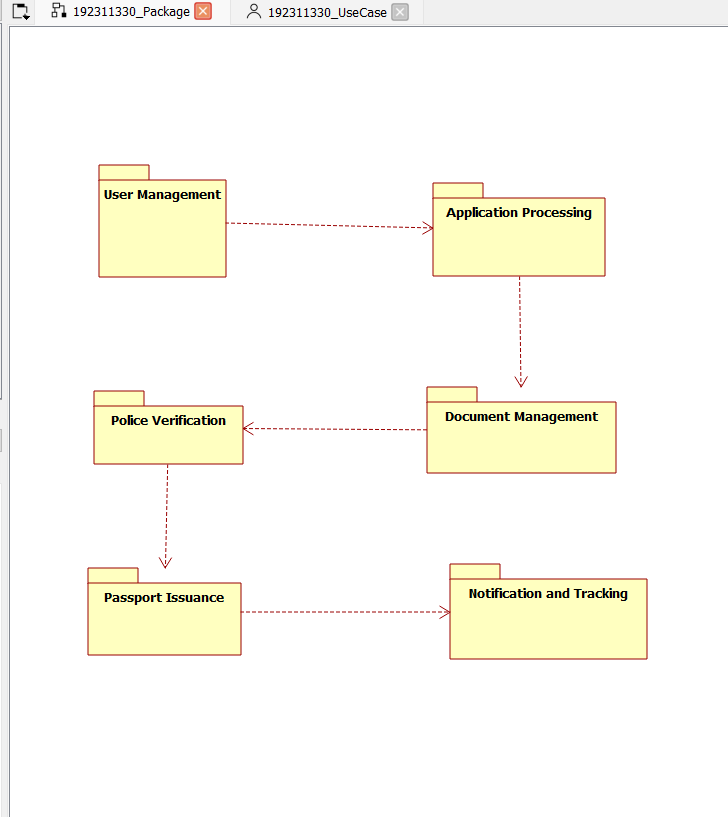 192311330_Package
192311330_UseCase
User Management
Application Processing
Police Verification
Document Management
Passport Issuance
Notification and Tracking